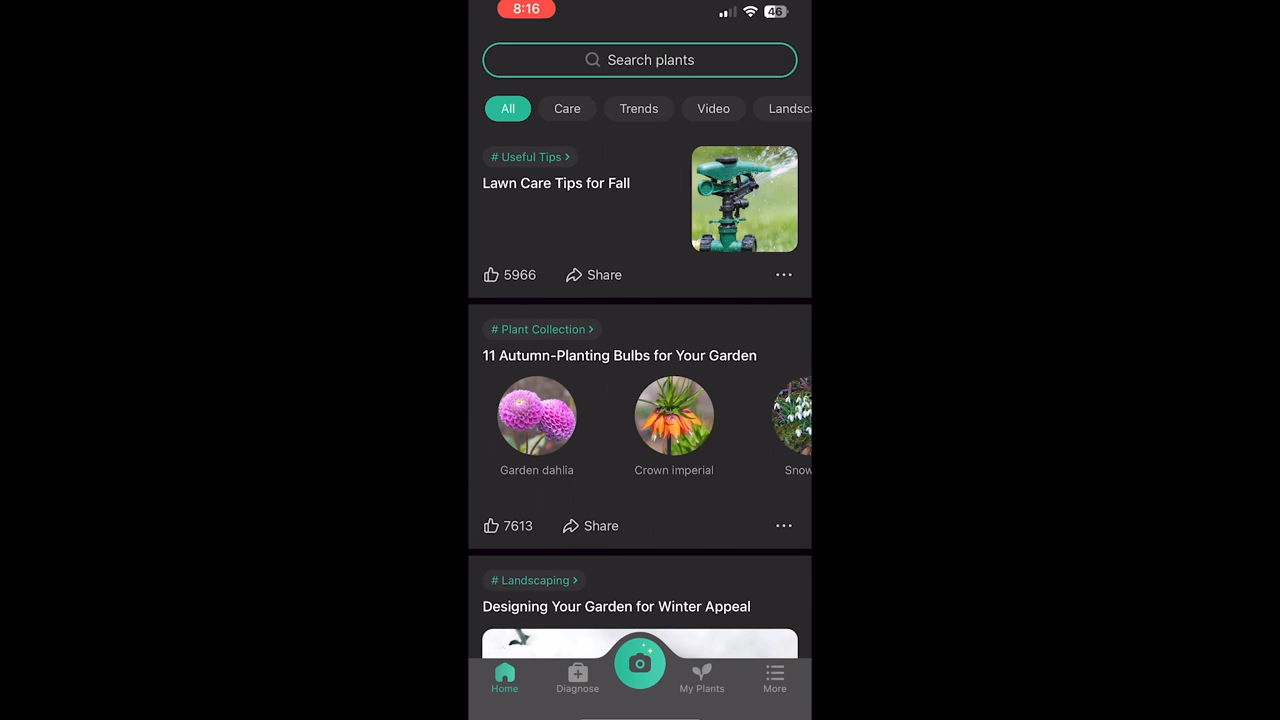 8:16
46
Search plants
All Care Trends Video Landsca
# Useful Tips >
Lawn Care Tips for Fall
5966 Share
# Plant Collection >
11 Autumn-Planting Bulbs for Your Garden
Garden dahlia Crown imperial Snow
7613 Share
# Landscaping >
Designing Your Garden for Winter Appeal
Home Diagnose My Plants More